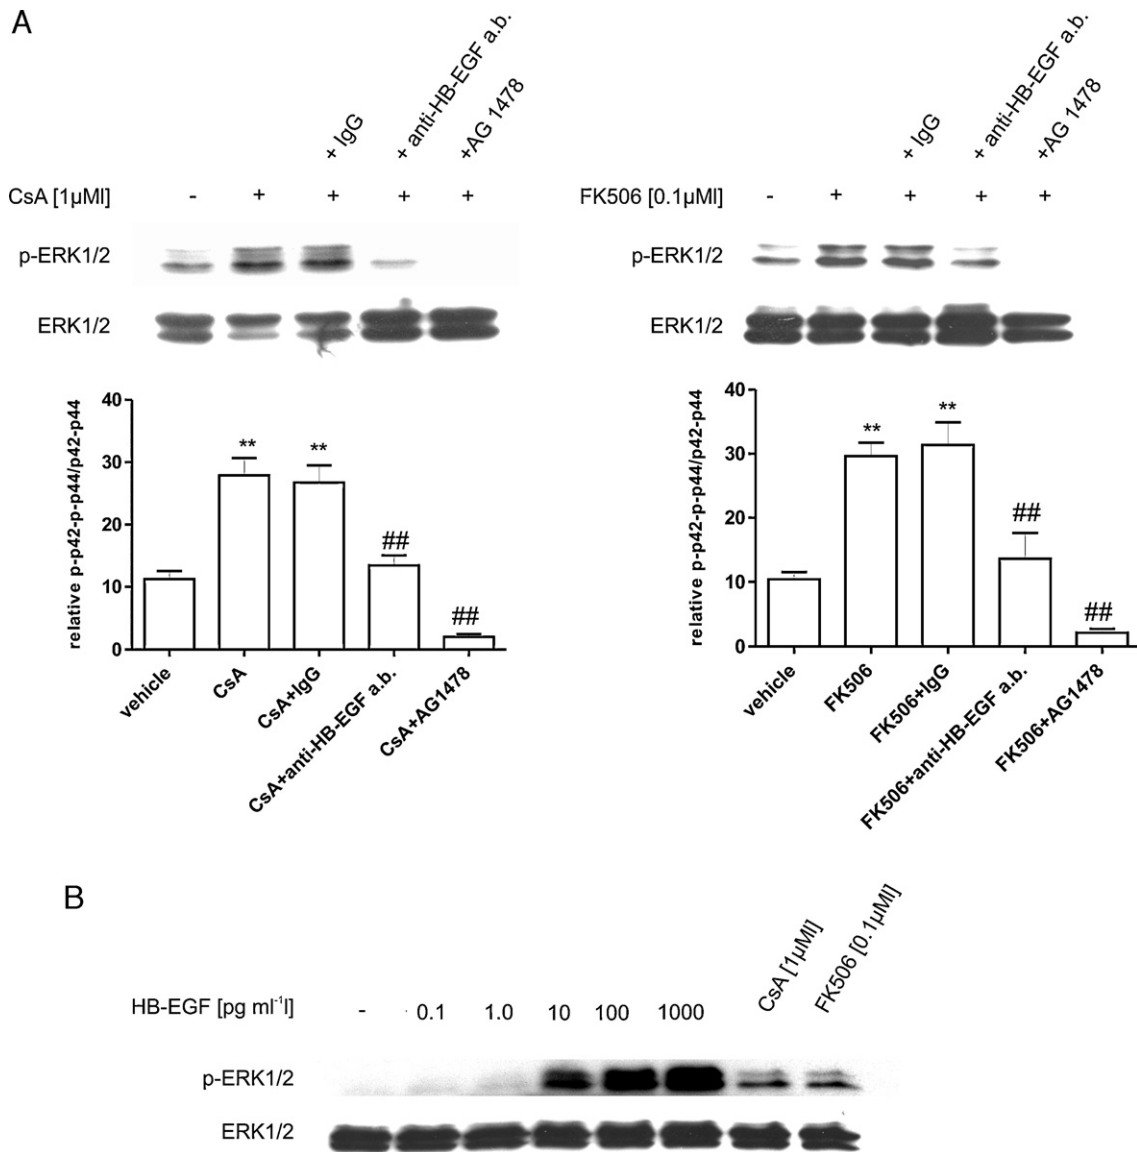 A
+ IgG
+ anti-HB-EGF a.b.
+AG 1478
CsA [1µMl] - + + + +
p-ERK1/2
ERK1/2
relative p-p42-p-p44/p42-p44
40
30
20
10
0
**
**
##
##
vehicle
CsA
CsA+IgG
CsA+anti-HB-EGF a.b.
CsA+AG1478
+ IgG
+ anti-HB-EGF a.b.
+AG 1478
FK506 [0.1µMl] - + + + +
p-ERK1/2
ERK1/2
relative p-p42-p-p44/p42-p44
40
30
20
10
0
**
**
##
##
vehicle
FK506
FK506+IgG
FK506+anti-HB-EGF a.b.
FK506+AG1478
B
CsA [1µMl]
FK506 [0.1µMl]
HB-EGF [pg ml⁻¹l] - 0.1 1.0 10 100 1000
p-ERK1/2
ERK1/2